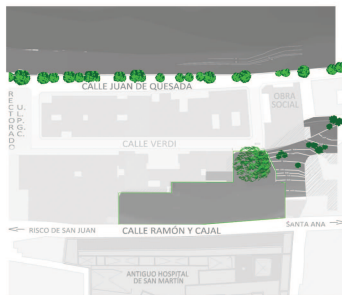 CALLE JUAN DE QUESADA
RECTORADO
U.L.P.G.C.
OBRA
SOCIAL
CALLE VERDI
RISCO DE SAN JUAN
CALLE RAMÓN Y CAJAL
SANTA ANA
ANTIGUO HOSPITAL
DE SAN MARTÍN